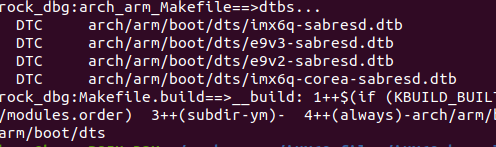 rock_dbg:arch_arm_Makefile==>dtbs...
DTC arch/arm/boot/dts/imx6q-sabresd.dtb
DTC arch/arm/boot/dts/e9v3-sabresd.dtb
DTC arch/arm/boot/dts/e9v2-sabresd.dtb
DTC arch/arm/boot/dts/imx6q-corea-sabresd.dtb
rock_dbg:Makefile.build==>__build: 1++$(if (KBUILD_BUILT
/modules.order) 3++(subdir-ym)- 4++(always)-arch/arm/b
arm/boot/dts